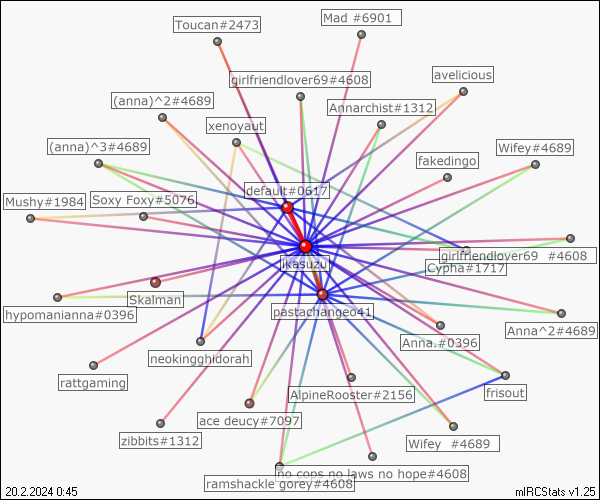 Mad #6901
Toucan#2473
avelicious
girlfriendlover69#4608
(anna)^2#4689
Annarchist#1312
xenoyaut
(anna)^3#4689
Wifey#4689
fakedingo
default#0617
Mushy#1984
Soxy Foxy#5076
girlfriendlover69 #4608
ikasuzu
Cypha#1717
Skalman
hypomanianna#0396
pastachangeo41
Anna^2#4689
Anna.#0396
neokingghidorah
rattgaming
AlpineRooster#2156
frisout
ace deucy#7097
zibbits#1312
Wifey #4689
no cops no laws no hope#4608
ramshackle gorey#4608
20.2.2024 0:45
mIRCStats v1.25